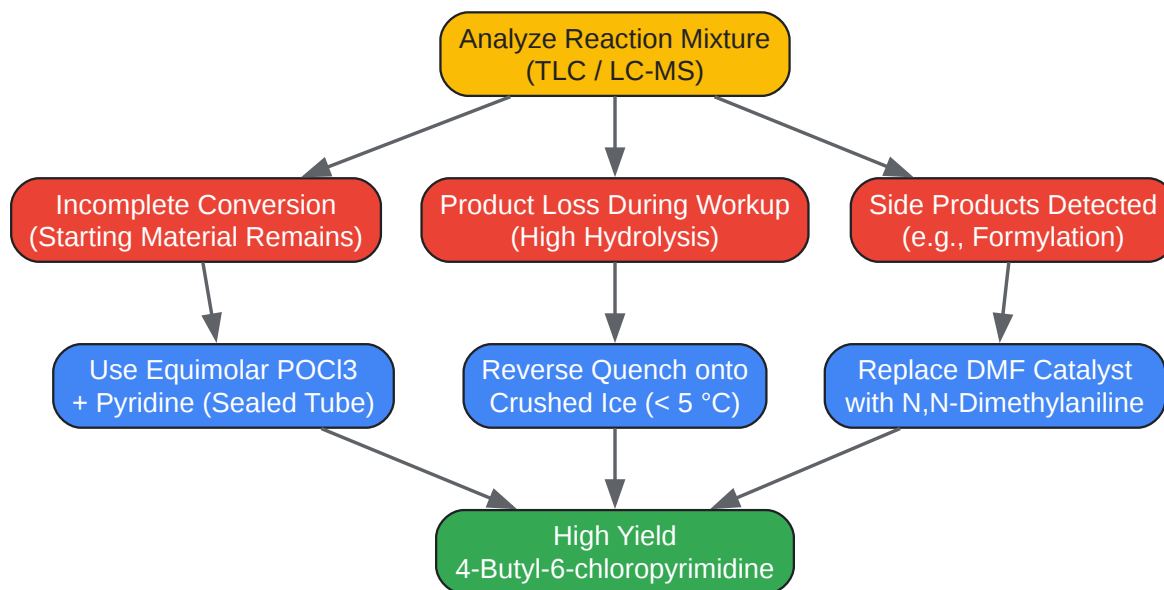 Analyze Reaction Mixture
(TLC / LC-MS)
Incomplete Conversion
(Starting Material Remains)
Product Loss During Workup
(High Hydrolysis)
Side Products Detected
(e.g., Formylation)
Use Equimolar POCl3
+ Pyridine (Sealed Tube)
Reverse Quench onto
Crushed Ice (< 5 °C)
Replace DMF Catalyst
with N,N-Dimethylaniline
High Yield
4-Butyl-6-chloropyrimidine